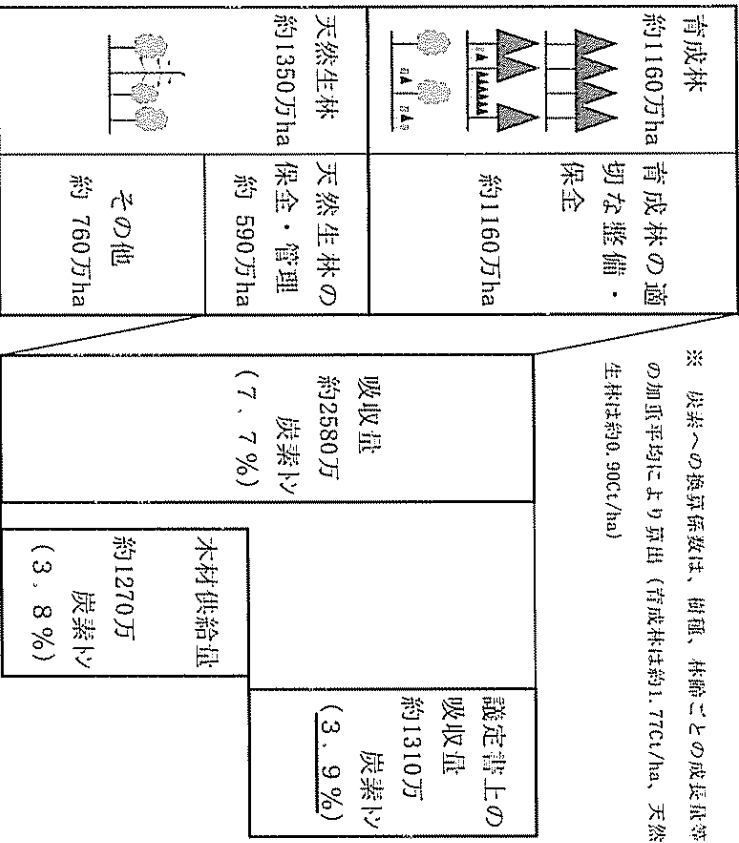 育成林
約1160万ha
育成林の適
切な整備・
保全
約1160万ha
天然生林
約1350万ha
天然生林の
保全・管理
約 590万ha
その他
約 760万ha
※ 炭素への換算係数は、樹種、林齢ごとの成長量等
の加重平均により算出（育成林は約1.77Ct/ha、天然
生林は約0.90Ct/ha）
吸収量
約2580万
炭素トン
(7.7%)
木材供給量
約1270万
炭素トン
(3.8%)
議定書上の
吸収量
約1310万
炭素トン
(3.9%)